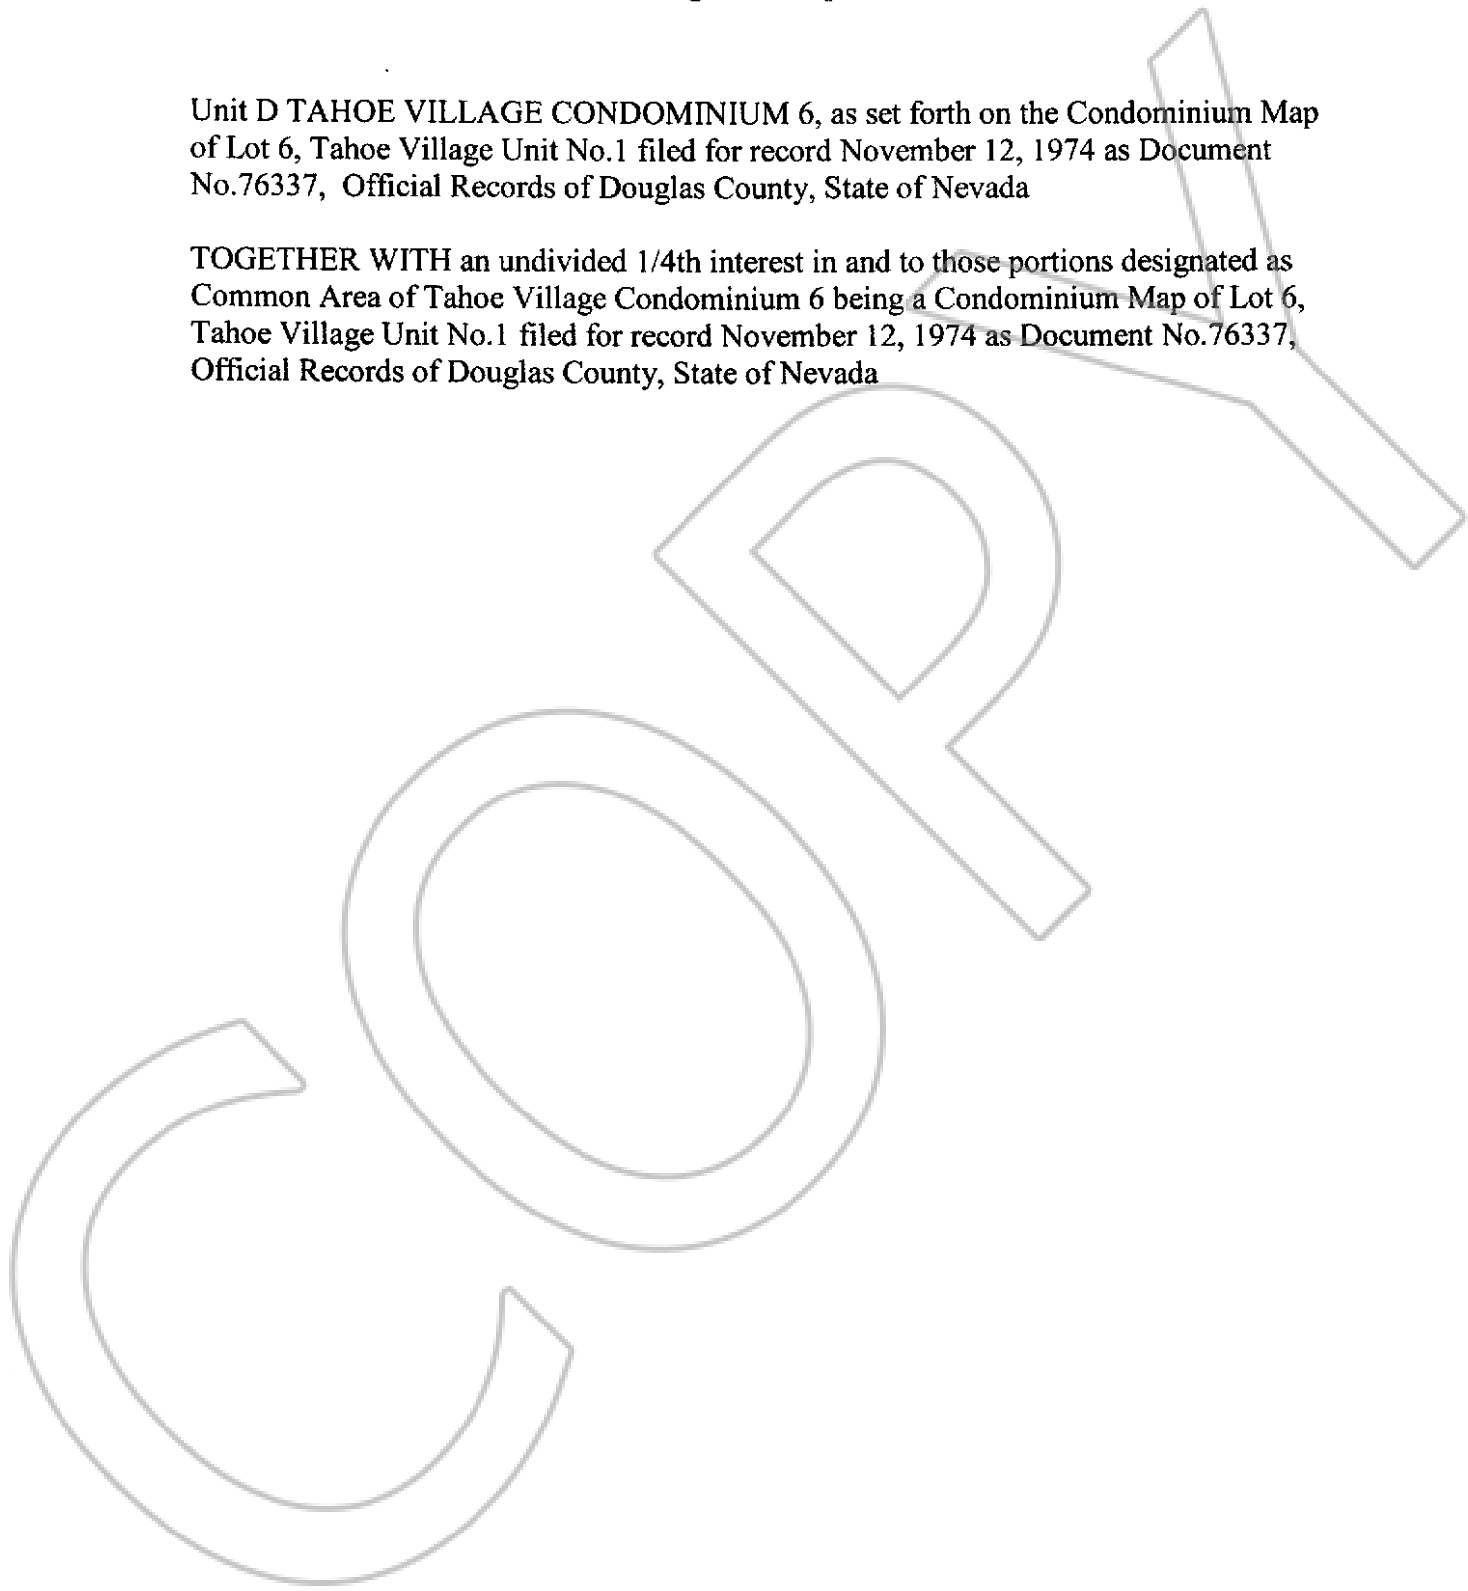 Unit D TAHOE VILLAGE CONDOMINIUM 6, as set forth on the Condominium Map
of Lot 6, Tahoe Village Unit No.1 filed for record November 12, 1974 as Document
No.76337, Official Records of Douglas County, State of Nevada
TOGETHER WITH an undivided 1/4th interest in and to those portions designated as
Common Area of Tahoe Village Condominium 6 being a Condominium Map of Lot 6,
Tahoe Village Unit No.1 filed for record November 12, 1974 as Document No.76337,
Official Records of Douglas County, State of Nevada
COPY